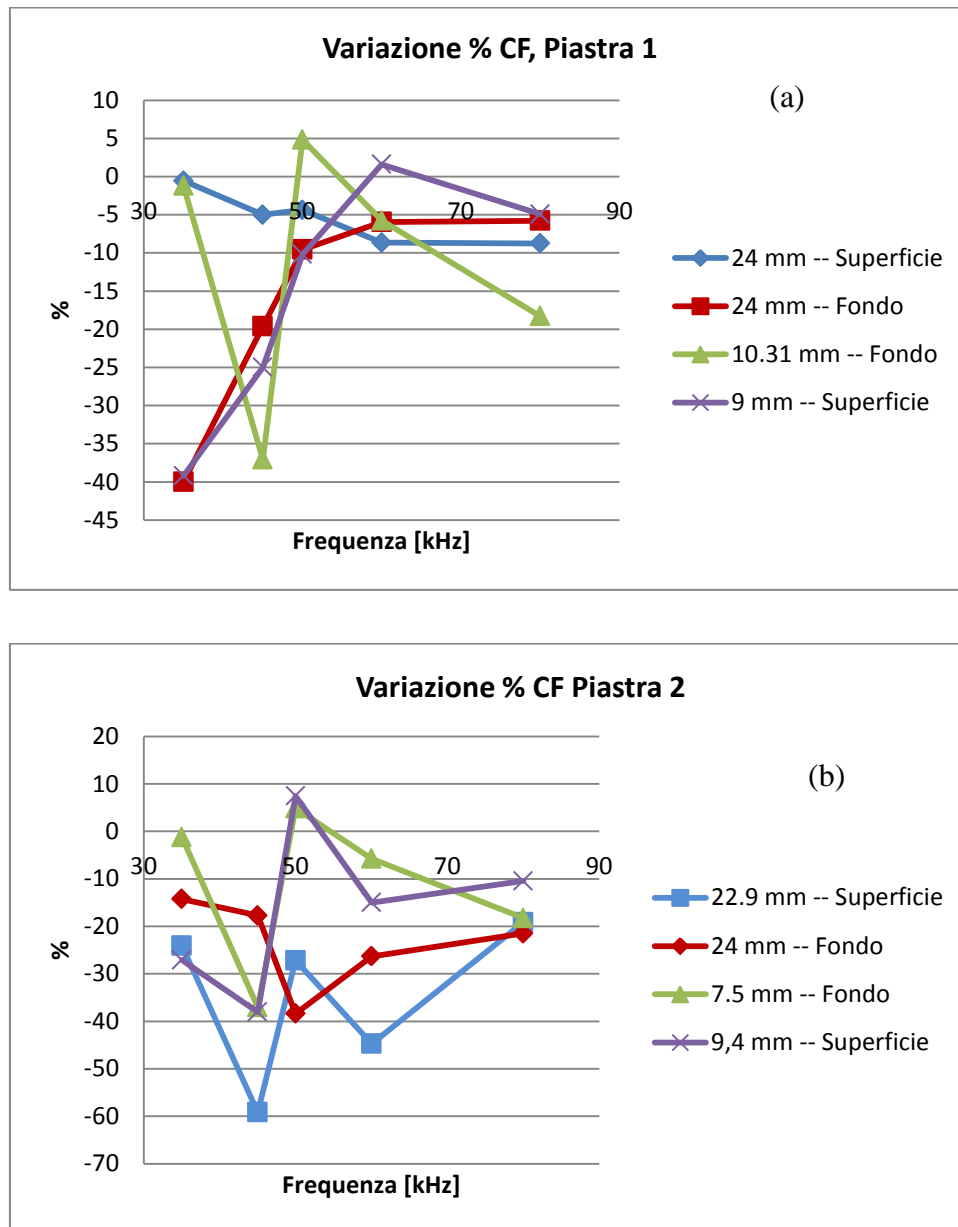 Variazione % CF, Piastra 1
(a)
10
5
0
-5
-10
-15
-20
-25
-30
-35
-40
-45
30
50
70
90
%
Frequenza [kHz]
24 mm -- Superficie
24 mm -- Fondo
10.31 mm -- Fondo
9 mm -- Superficie
Variazione % CF Piastra 2
(b)
20
10
0
-10
-20
-30
-40
-50
-60
-70
30
50
70
90
%
Frequenza [kHz]
22.9 mm -- Superficie
24 mm -- Fondo
7.5 mm -- Fondo
9,4 mm -- Superficie